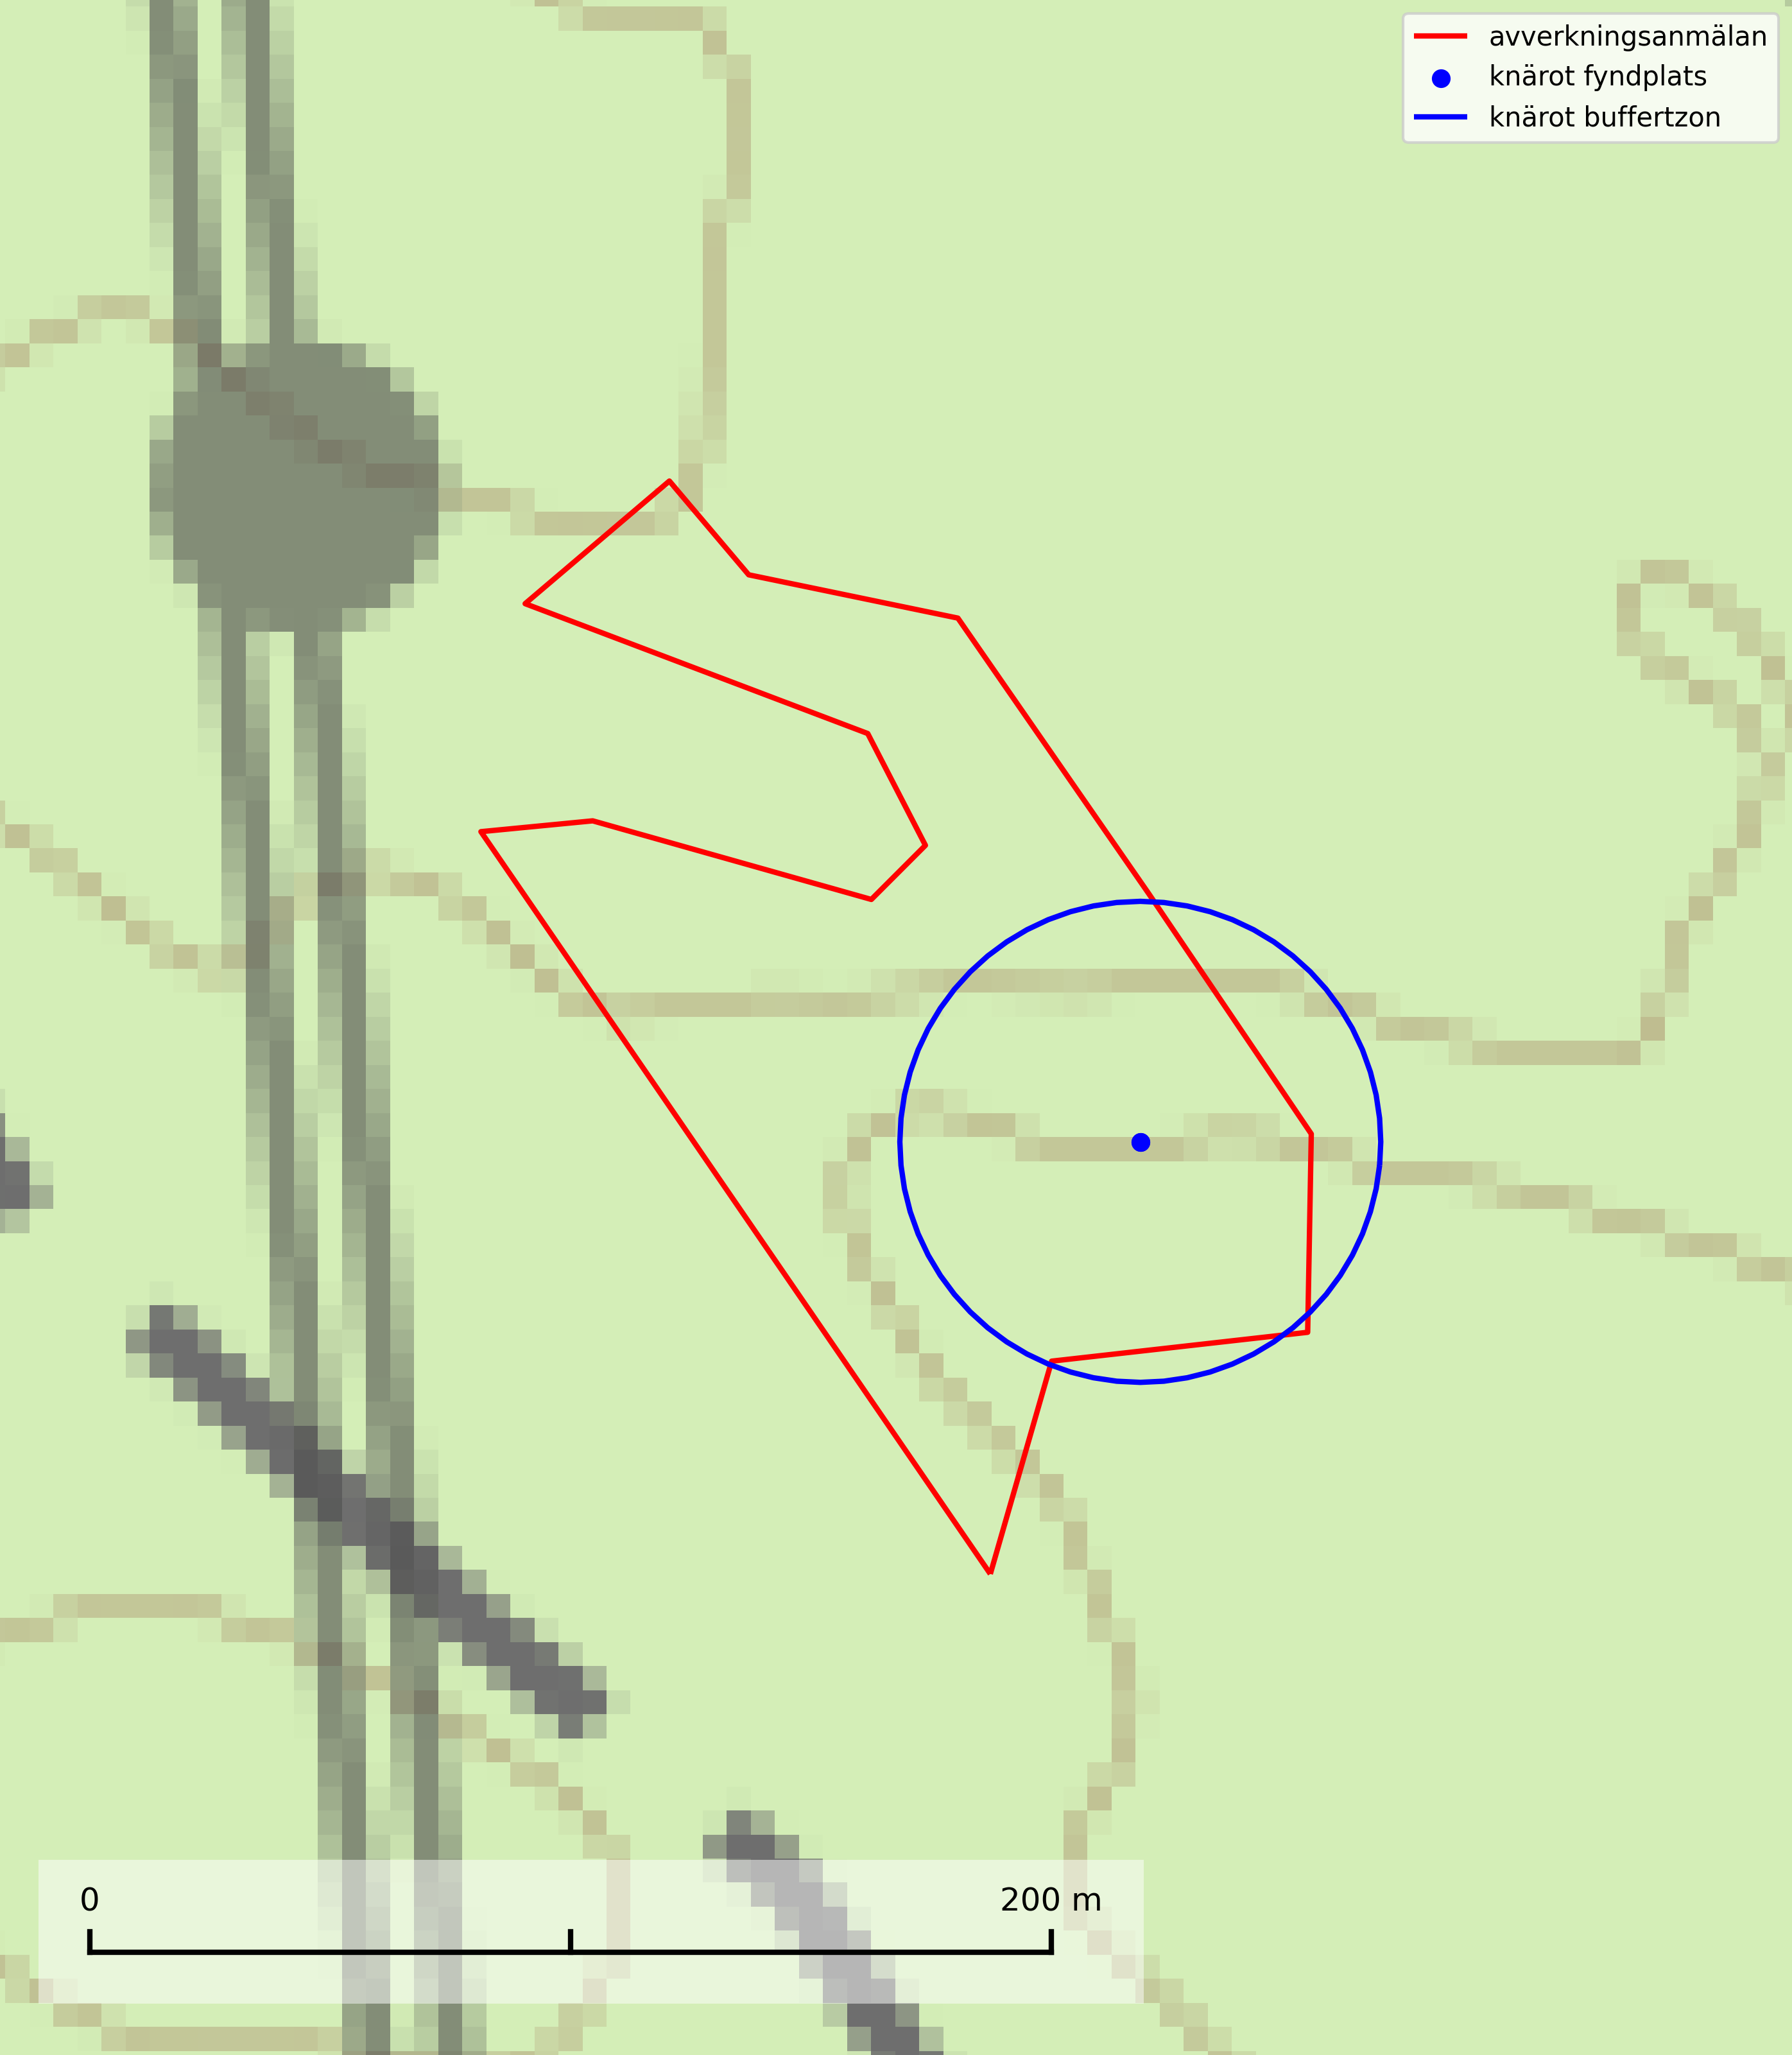 avverkningsanmälan
knärot fyndplats
knärot buffertzon
0 200 m